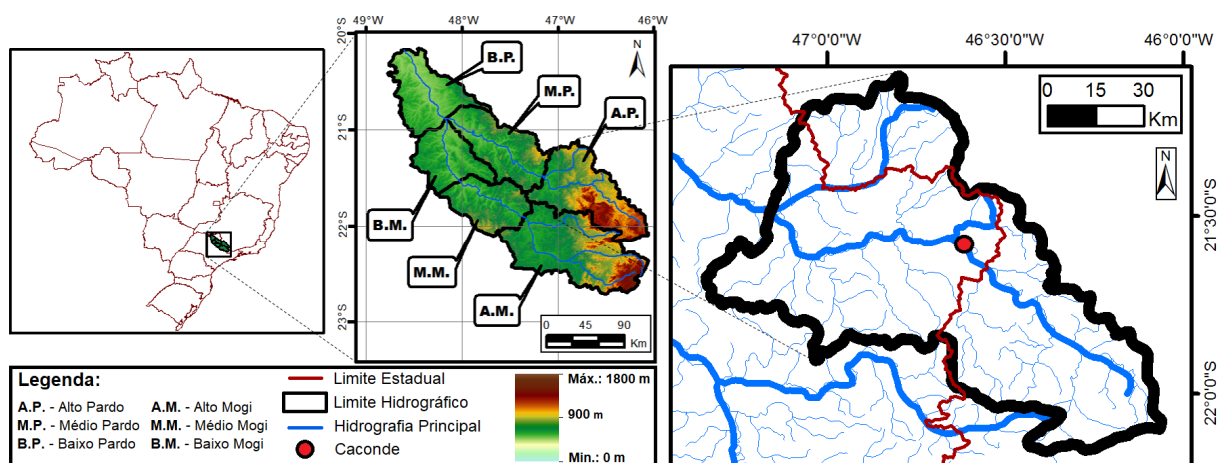 49°W 48°W 47°W 46°W
20°S
21°S
22°S
23°S
B.P.
M.P.
A.P.
B.M.
M.M.
A.M.
N
0 45 90
Km
47°0'0"W 46°30'0"W 46°0'0"W
0 15 30
Km
N
21°30'0"S
22°0'0"S
Legenda:
A.P. - Alto Pardo A.M. - Alto Mogi
M.P. - Médio Pardo M.M. - Médio Mogi
B.P. - Baixo Pardo B.M. - Baixo Mogi
Limite Estadual
Limite Hidrográfico
Hidrografia Principal
Caconde
Máx.: 1800 m
900 m
Min.: 0 m